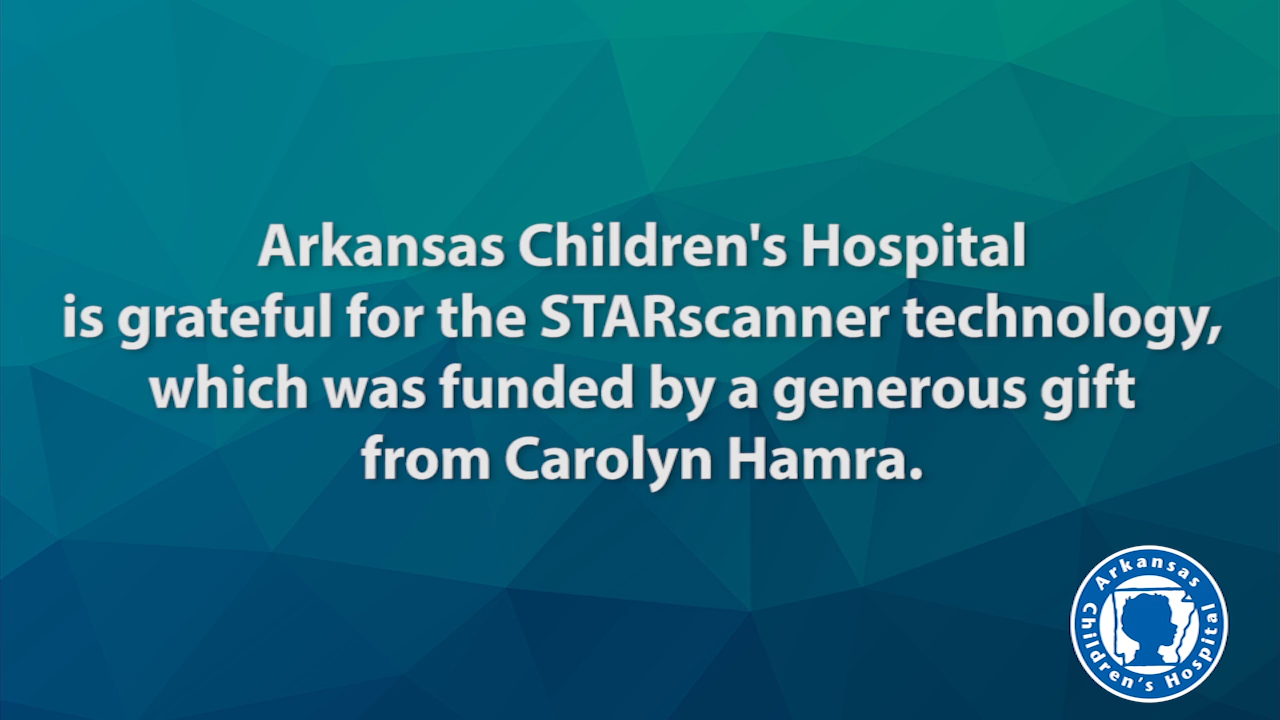 Arkansas Children's Hospital
is grateful for the STARscanner technology,
which was funded by a generous gift
from Carolyn Hamra.
Arkansas
Children's Hospital